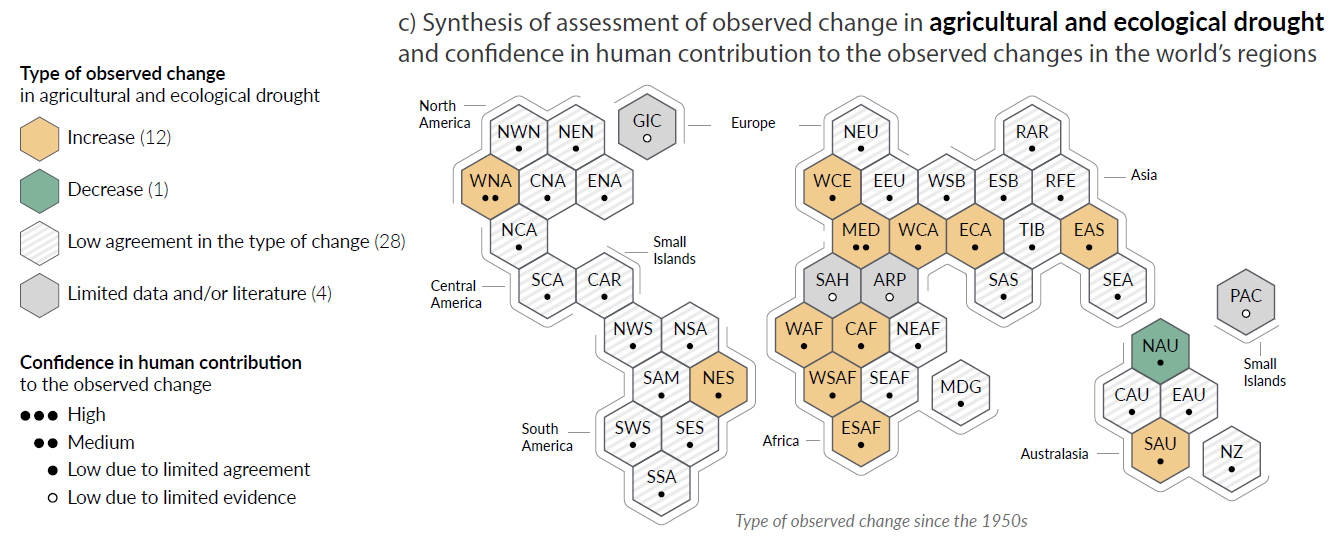 c) Synthesis of assessment of observed change in agricultural and ecological drought
and confidence in human contribution to the observed changes in the world's regions
Type of observed change
in agricultural and ecological drought
Increase (12)
Decrease (1)
Low agreement in the type of change (28)
Limited data and/or literature (4)
Confidence in human contribution
to the observed change
High
Medium
Low due to limited agreement
Low due to limited evidence
North
America
NWN NEN GIC
WNA CNA ENA
NCA
Central
America
SCA CAR
Small
Islands
NWS NSA
SAM NES
South
America
SWS SES
SSA
Europe
NEU RAR
WCE EEU WSB ESB RFE
Asia
MED WCA ECA TIB EAS
SAH ARP SAS SEA
WAF CAF NEAF
WSAF SEAF MDG
Africa
ESAF
PAC
Small
Islands
NAU
CAU EAU
Australasia
SAU NZ
Type of observed change since the 1950s